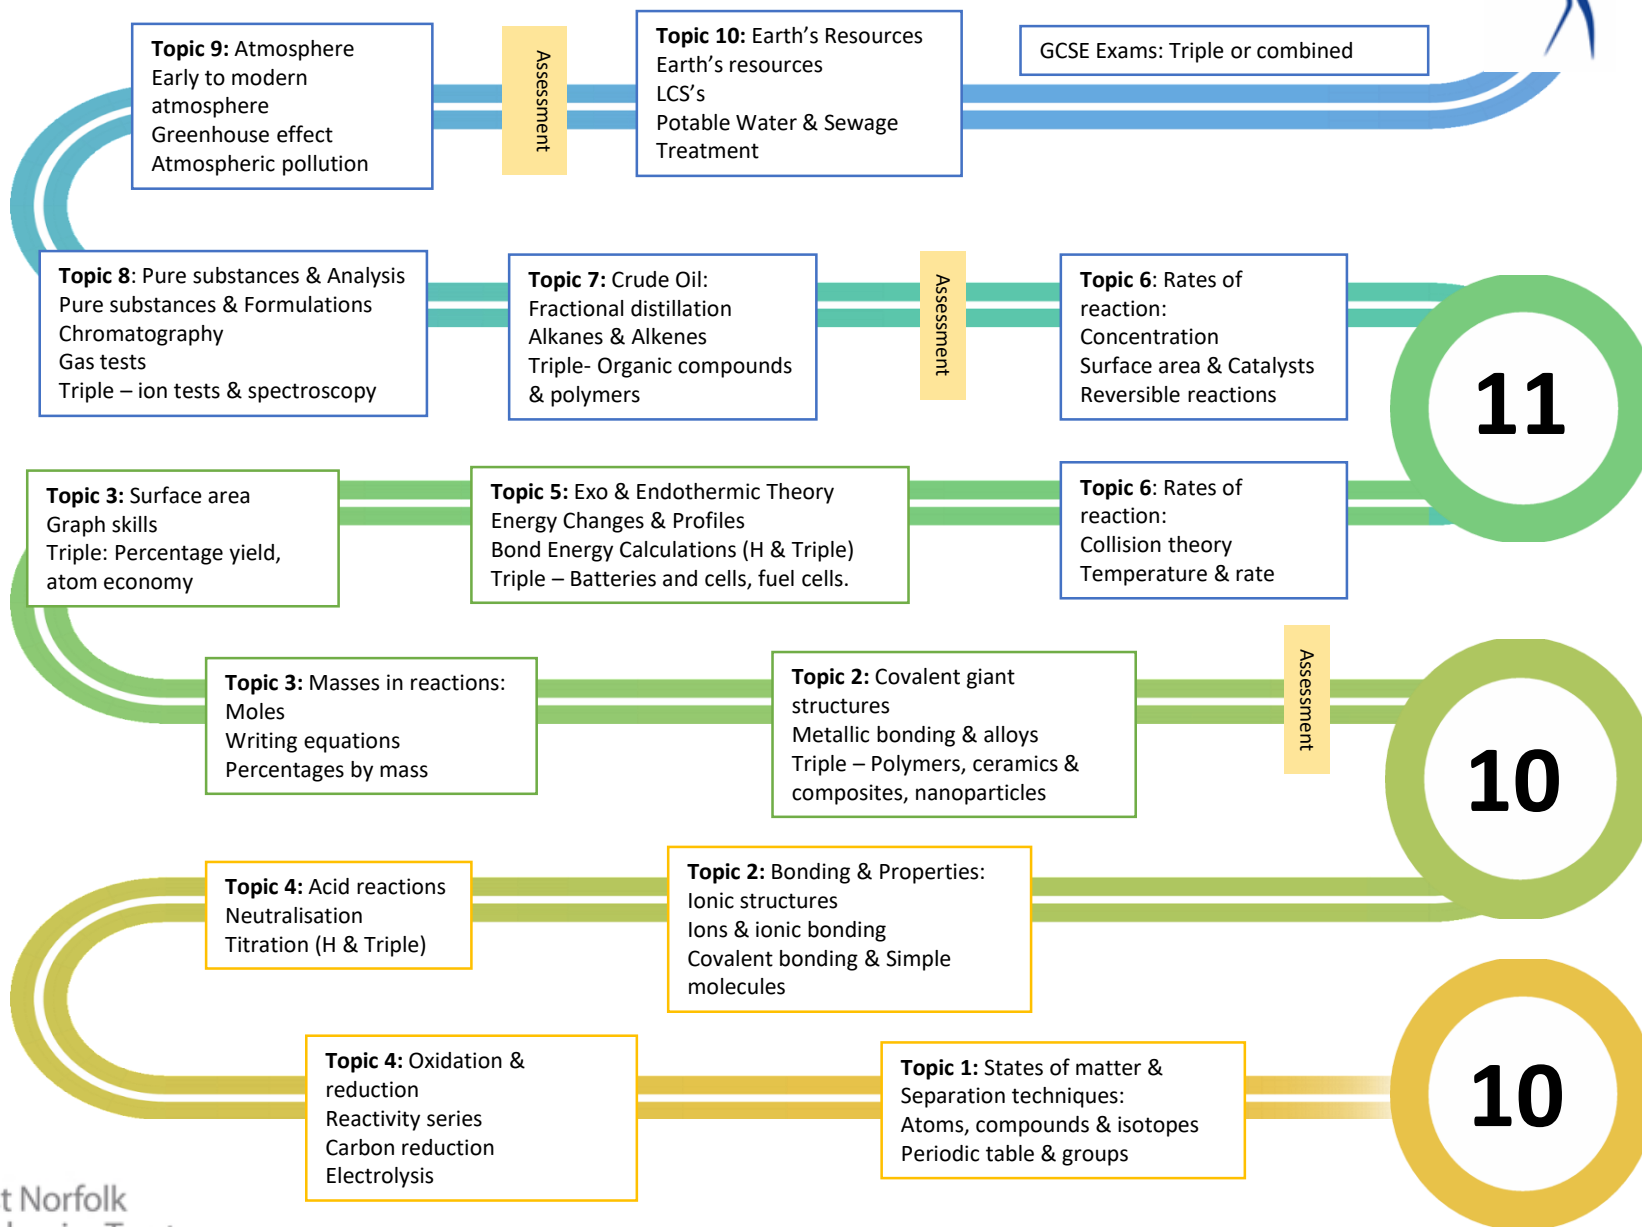 Topic 9: Atmosphere
Early to modern
atmosphere
Greenhouse effect
Atmospheric pollution
Assessment
Topic 10: Earth's Resources
Earth's resources
LCS's
Potable Water & Sewage
Treatment
GCSE Exams: Triple or combined
Topic 8: Pure substances & Analysis
Pure substances & Formulations
Chromatography
Gas tests
Triple – ion tests & spectroscopy
Topic 7: Crude Oil:
Fractional distillation
Alkanes & Alkenes
Triple- Organic compounds
& polymers
Assessment
Topic 6: Rates of
reaction:
Concentration
Surface area & Catalysts
Reversible reactions
11
Topic 3: Surface area
Graph skills
Triple: Percentage yield,
atom economy
Topic 5: Exo & Endothermic Theory
Energy Changes & Profiles
Bond Energy Calculations (H & Triple)
Triple – Batteries and cells, fuel cells.
Topic 6: Rates of
reaction:
Collision theory
Temperature & rate
Topic 3: Masses in reactions:
Moles
Writing equations
Percentages by mass
Topic 2: Covalent giant
structures
Metallic bonding & alloys
Triple – Polymers, ceramics &
composites, nanoparticles
Assessment
10
Topic 4: Acid reactions
Neutralisation
Titration (H & Triple)
Topic 2: Bonding & Properties:
Ionic structures
Ions & ionic bonding
Covalent bonding & Simple
molecules
Topic 4: Oxidation &
reduction
Reactivity series
Carbon reduction
Electrolysis
Topic 1: States of matter &
Separation techniques:
Atoms, compounds & isotopes
Periodic table & groups
10
t Norfolk